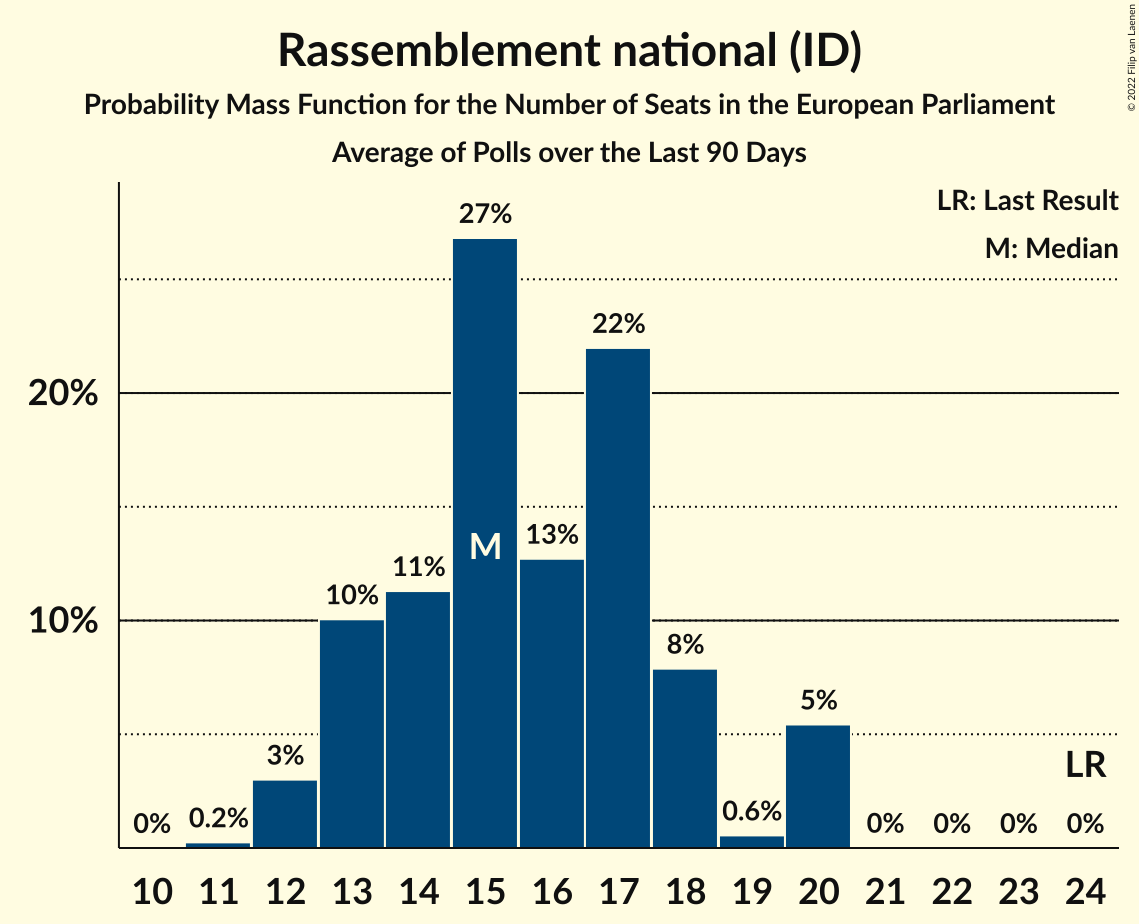 Rassemblement national (ID)
Probability Mass Function for the Number of Seats in the European Parliament
Average of Polls over the Last 90 Days
© 2022 Filip van Laenen
LR: Last Result
M: Median
27%
22%
20%
13%
M
11%
10%
10%
8%
5%
3%
LR
0%
0.2%
0.6%
0%
0%
0%
0%
10 11 12 13 14 15 16 17 18 19 20 21 22 23 24